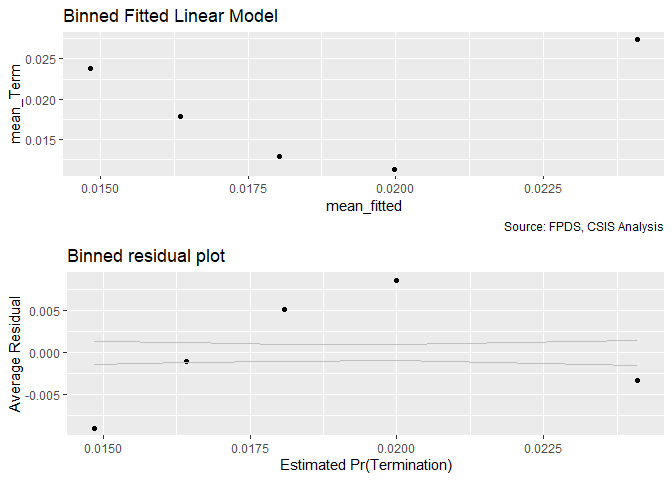 Binned Fitted Linear Model
mean_Term
0.025
0.020
0.015
0.0150 0.0175 0.0200 0.0225
mean_fitted
Source: FPDS, CSIS Analysis
Binned residual plot
Average Residual
0.005
0.000
-0.005
0.0150 0.0175 0.0200 0.0225
Estimated Pr(Termination)